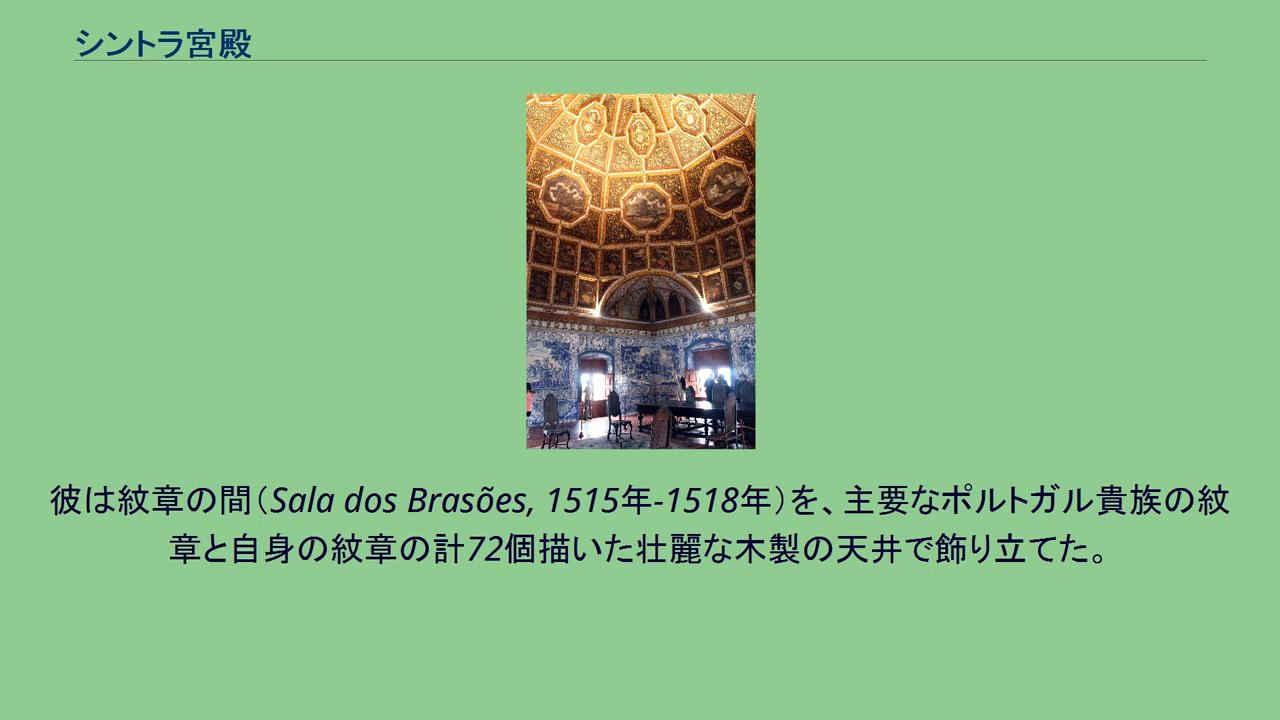 シントラ宮殿
彼は紋章の間（Sala dos Brasões, 1515年-1518年）を、主要なポルトガル貴族の紋
章と自身の紋章の計72個描いた壮麗な木製の天井で飾り立てた。